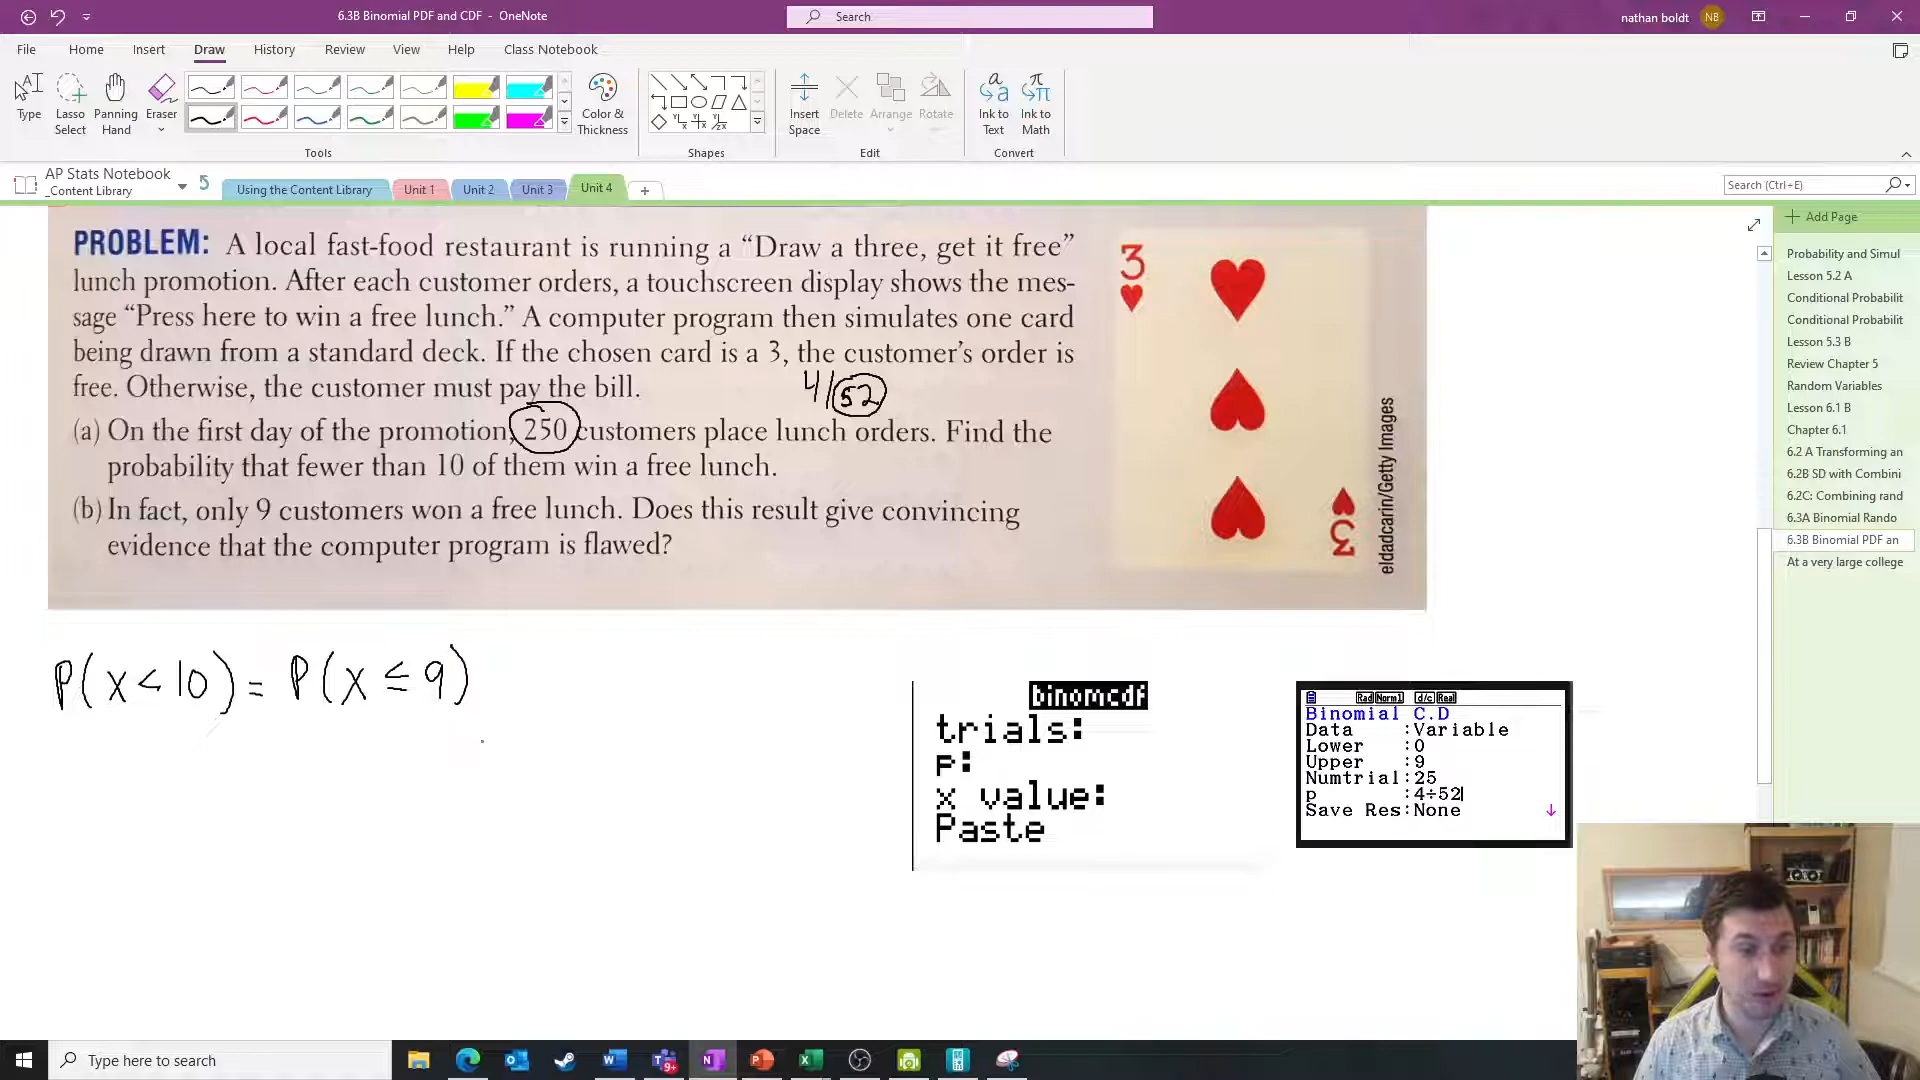 6.3B Binomial PDF and CDF - OneNote
Search
nathan boldt
NB
File Home Insert Draw History Review View Help Class Notebook
Type
Lasso Select
Panning Hand
Eraser
Color & Thickness
Insert Space
Delete
Arrange
Rotate
Ink to Text
Ink to Math
Tools
Shapes
Edit
Convert
AP Stats Notebook
_Content Library
Using the Content Library
Unit 1
Unit 2
Unit 3
Unit 4
Search (Ctrl+E)
Add Page
Probability and Simul
Lesson 5.2 A
Conditional Probabilit
Conditional Probabilit
Lesson 5.3 B
Review Chapter 5
Random Variables
Lesson 6.1 B
Chapter 6.1
6.2 A Transforming an
6.2B SD with Combini
6.2C: Combining rand
6.3A Binomial Rando
6.3B Binomial PDF an
At a very large college
PROBLEM: A local fast-food restaurant is running a “Draw a three, get it free”
lunch promotion. After each customer orders, a touchscreen display shows the mes-
sage “Press here to win a free lunch.” A computer program then simulates one card
being drawn from a standard deck. If the chosen card is a 3, the customer’s order is
free. Otherwise, the customer must pay the bill.
4/52
(a) On the first day of the promotion, 250 customers place lunch orders. Find the
probability that fewer than 10 of them win a free lunch.
(b) In fact, only 9 customers won a free lunch. Does this result give convincing
evidence that the computer program is flawed?
3
3
eldadcarin/Getty Images
P(X<10) = P(X≤9)
binomcdf
trials:
p:
x value:
Paste
Rad Norm1 d/c Real
Binomial C.D
Data :Variable
Lower :0
Upper :9
Numtrial:25
p :4÷52
Save Res:None
Type here to search
9+